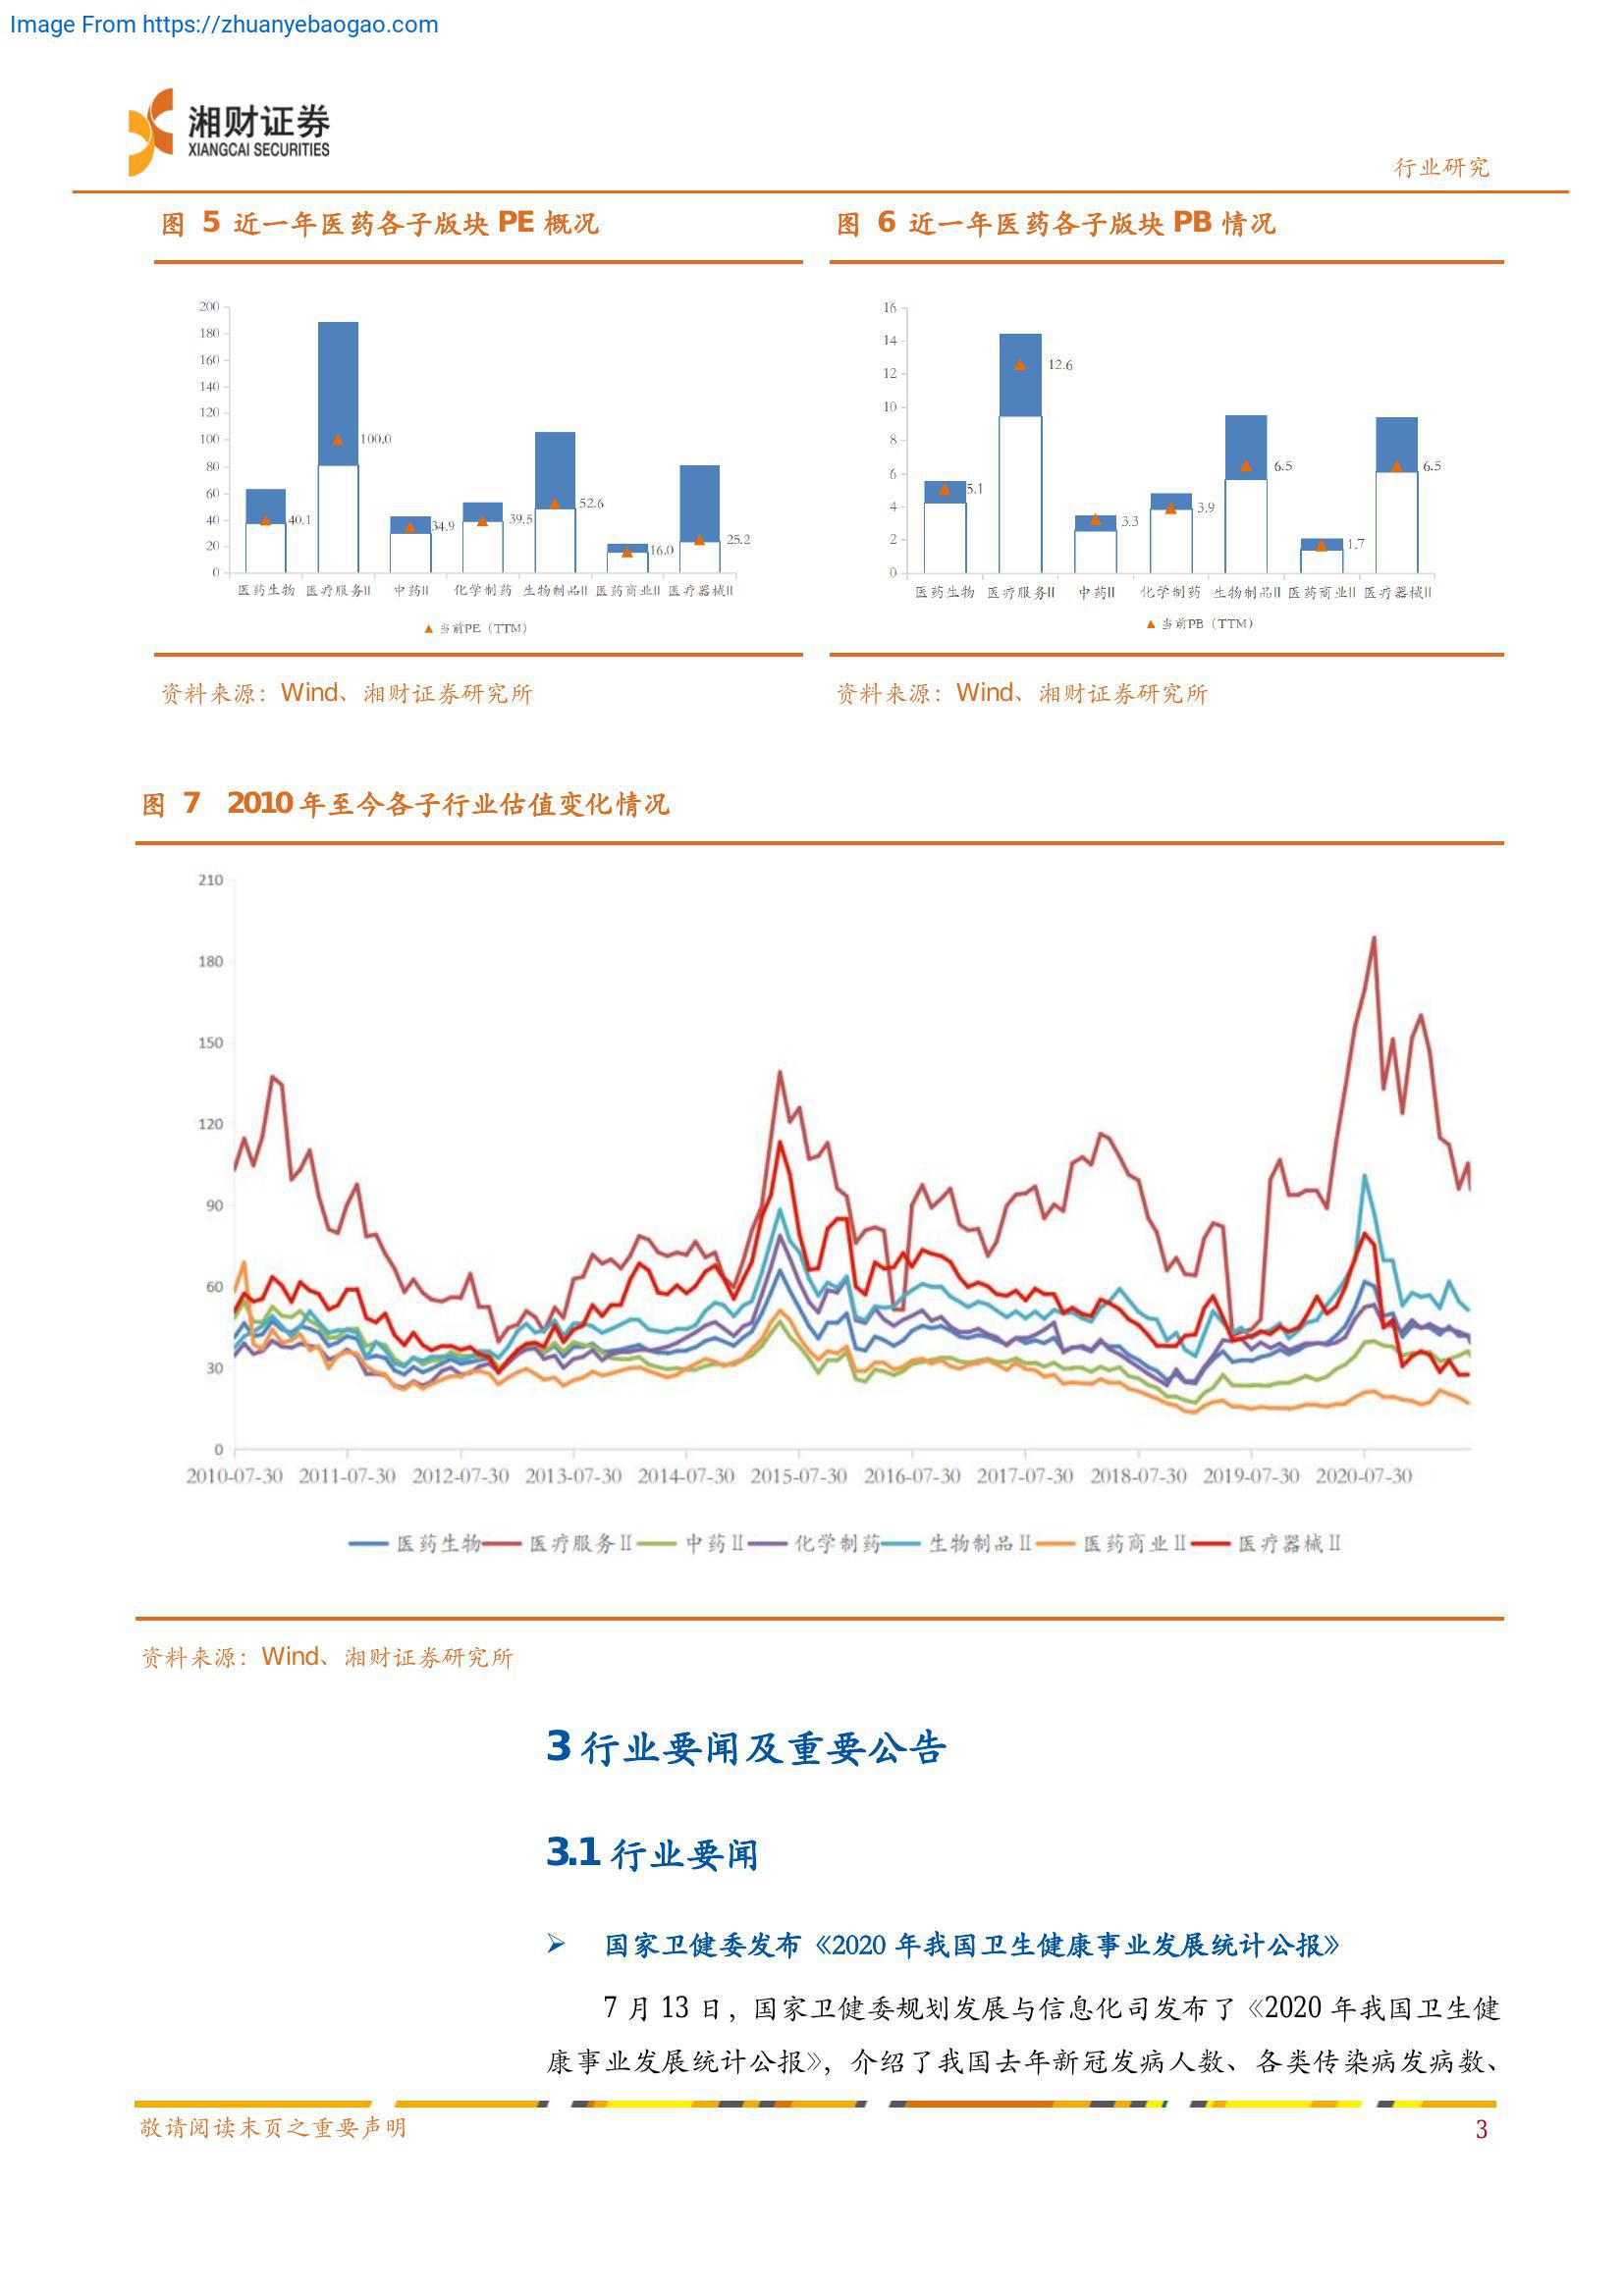 Image From https://zhuanyebaogao.com
湘财证券
XIANGCAI SECURITIES
行业研究
图 5 近一年医药各子版块 PE 概况
200
180
160
140
120
100
80
60
40
20
0
40.1
100.0
34.9
39.5
52.6
16.0
25.2
医药生物 医疗服务II 中药II 化学制药 生物制品II 医药商业II 医疗器械II
▲ 当前PE（TTM）
资料来源：Wind、湘财证券研究所
图 6 近一年医药各子版块 PB 情况
16
14
12
10
8
6
4
2
0
5.1
12.6
3.3
3.9
6.5
1.7
6.5
医药生物 医疗服务II 中药II 化学制药 生物制品II 医药商业II 医疗器械II
▲ 当前PB（TTM）
资料来源：Wind、湘财证券研究所
图 7 2010 年至今各子行业估值变化情况
210
180
150
120
90
60
30
0
2010-07-30 2011-07-30 2012-07-30 2013-07-30 2014-07-30 2015-07-30 2016-07-30 2017-07-30 2018-07-30 2019-07-30 2020-07-30
医药生物 医疗服务II 中药II 化学制药 生物制品II 医药商业II 医疗器械II
资料来源：Wind、湘财证券研究所
3 行业要闻及重要公告
3.1 行业要闻
➢ 国家卫健委发布《2020 年我国卫生健康事业发展统计公报》
7 月 13 日，国家卫健委规划发展与信息化司发布了《2020 年我国卫生健
康事业发展统计公报》，介绍了我国去年新冠发病人数、各类传染病发病数、
敬请阅读末页之重要声明
3